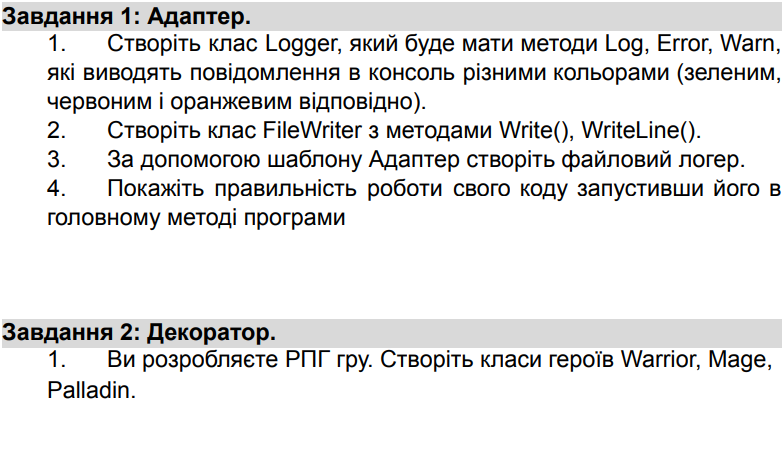 Завдання 1: Адаптер.
1. Створіть клас Logger, який буде мати методи Log, Error, Warn,
які виводять повідомлення в консоль різними кольорами (зеленим,
червоним і оранжевим відповідно).
2. Створіть клас FileWriter з методами Write(), WriteLine().
3. За допомогою шаблону Адаптер створіть файловий логер.
4. Покажіть правильність роботи свого коду запустивши його в
головному методі програми
Завдання 2: Декоратор.
1. Ви розробляєте РПГ гру. Створіть класи героїв Warrior, Mage,
Palladin.